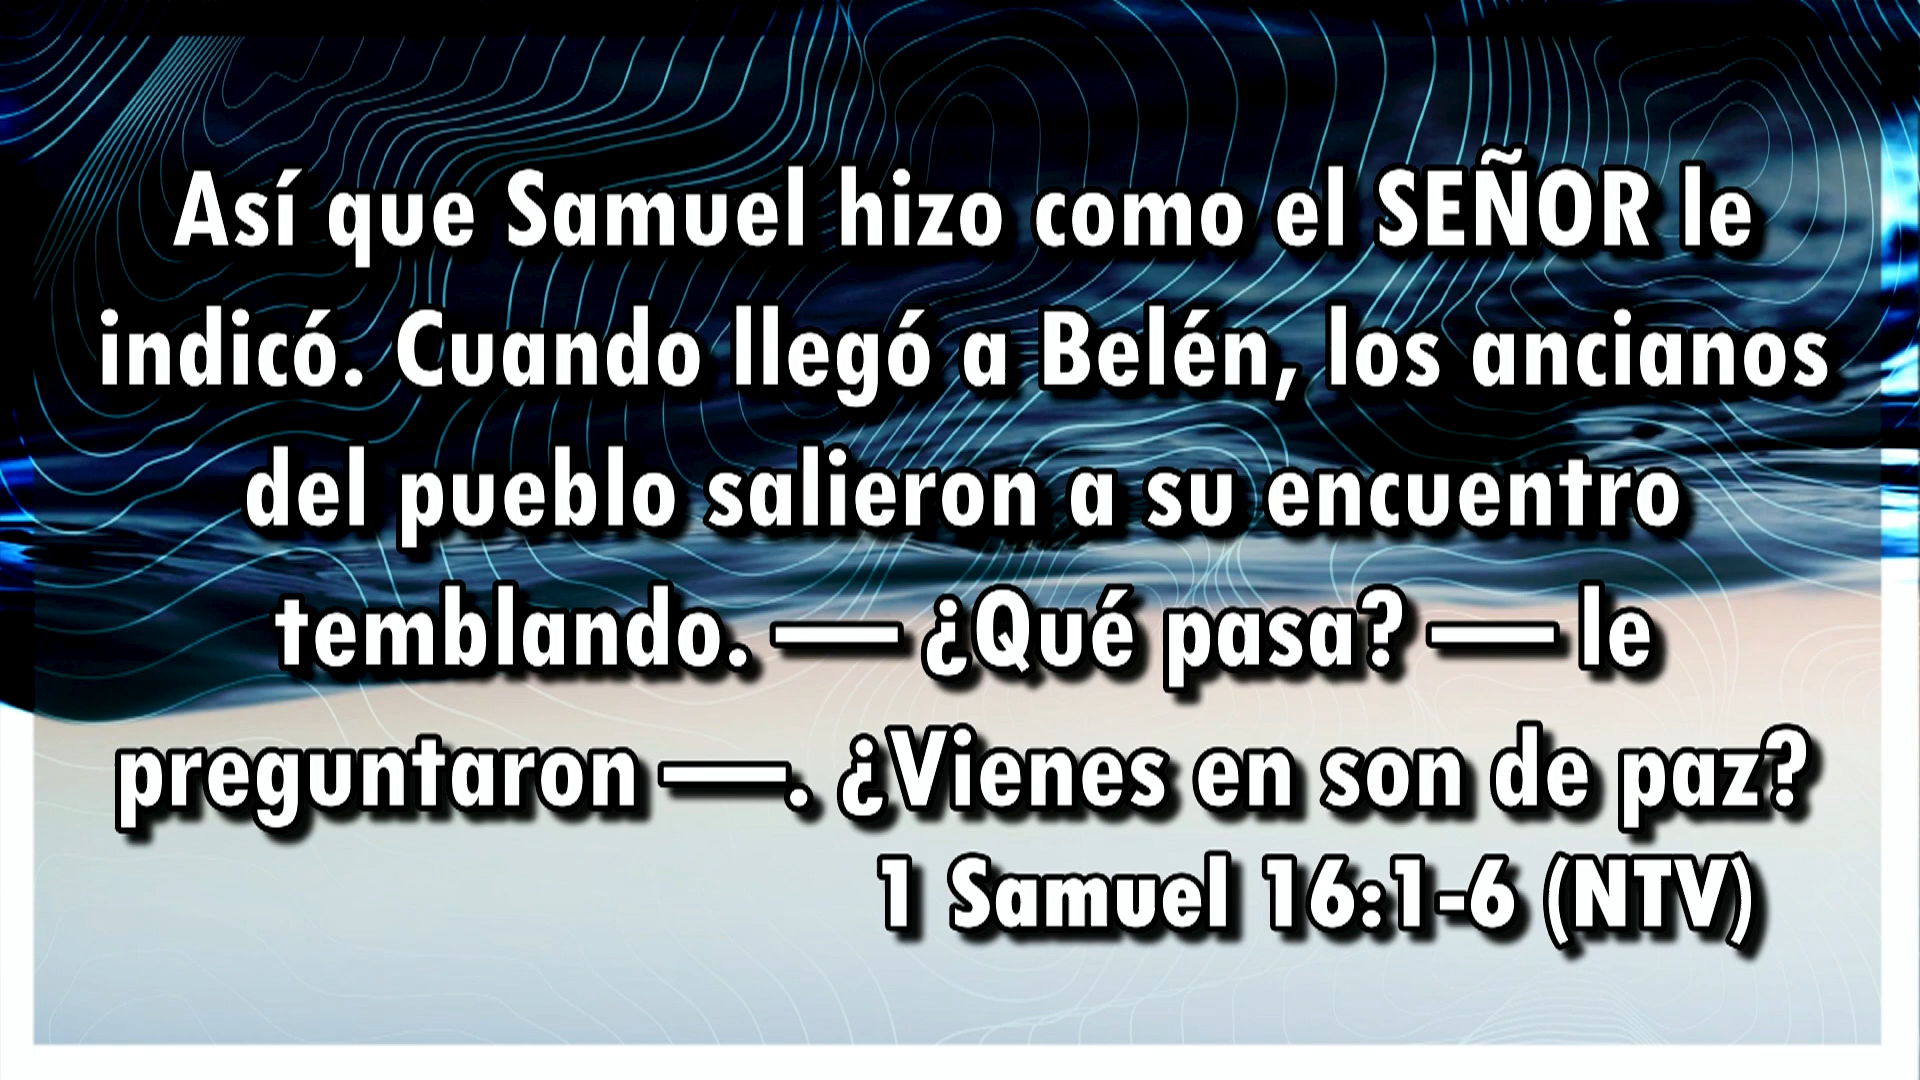 Así que Samuel hizo como el SEÑOR le
indicó. Cuando llegó a Belén, los ancianos
del pueblo salieron a su encuentro
temblando. — ¿Qué pasa? — le
preguntaron —. ¿Vienes en son de paz?
1 Samuel 16:1-6 (NTV)